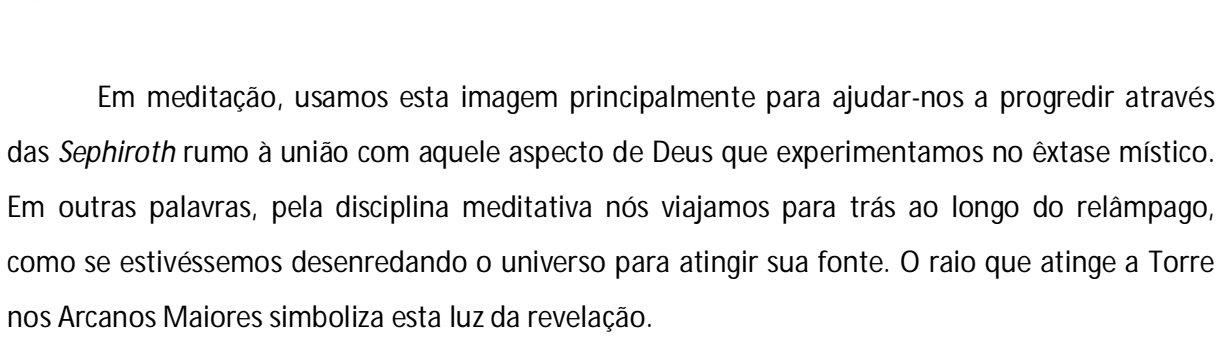 Em meditação, usamos esta imagem principalmente para ajudar-nos a progredir através
das Sephiroth rumo à união com aquele aspecto de Deus que experimentamos no êxtase místico.
Em outras palavras, pela disciplina meditativa nós viajamos para trás ao longo do relâmpago,
como se estivéssemos desenredando o universo para atingir sua fonte. O raio que atinge a Torre
nos Arcanos Maiores simboliza esta luz da revelação.